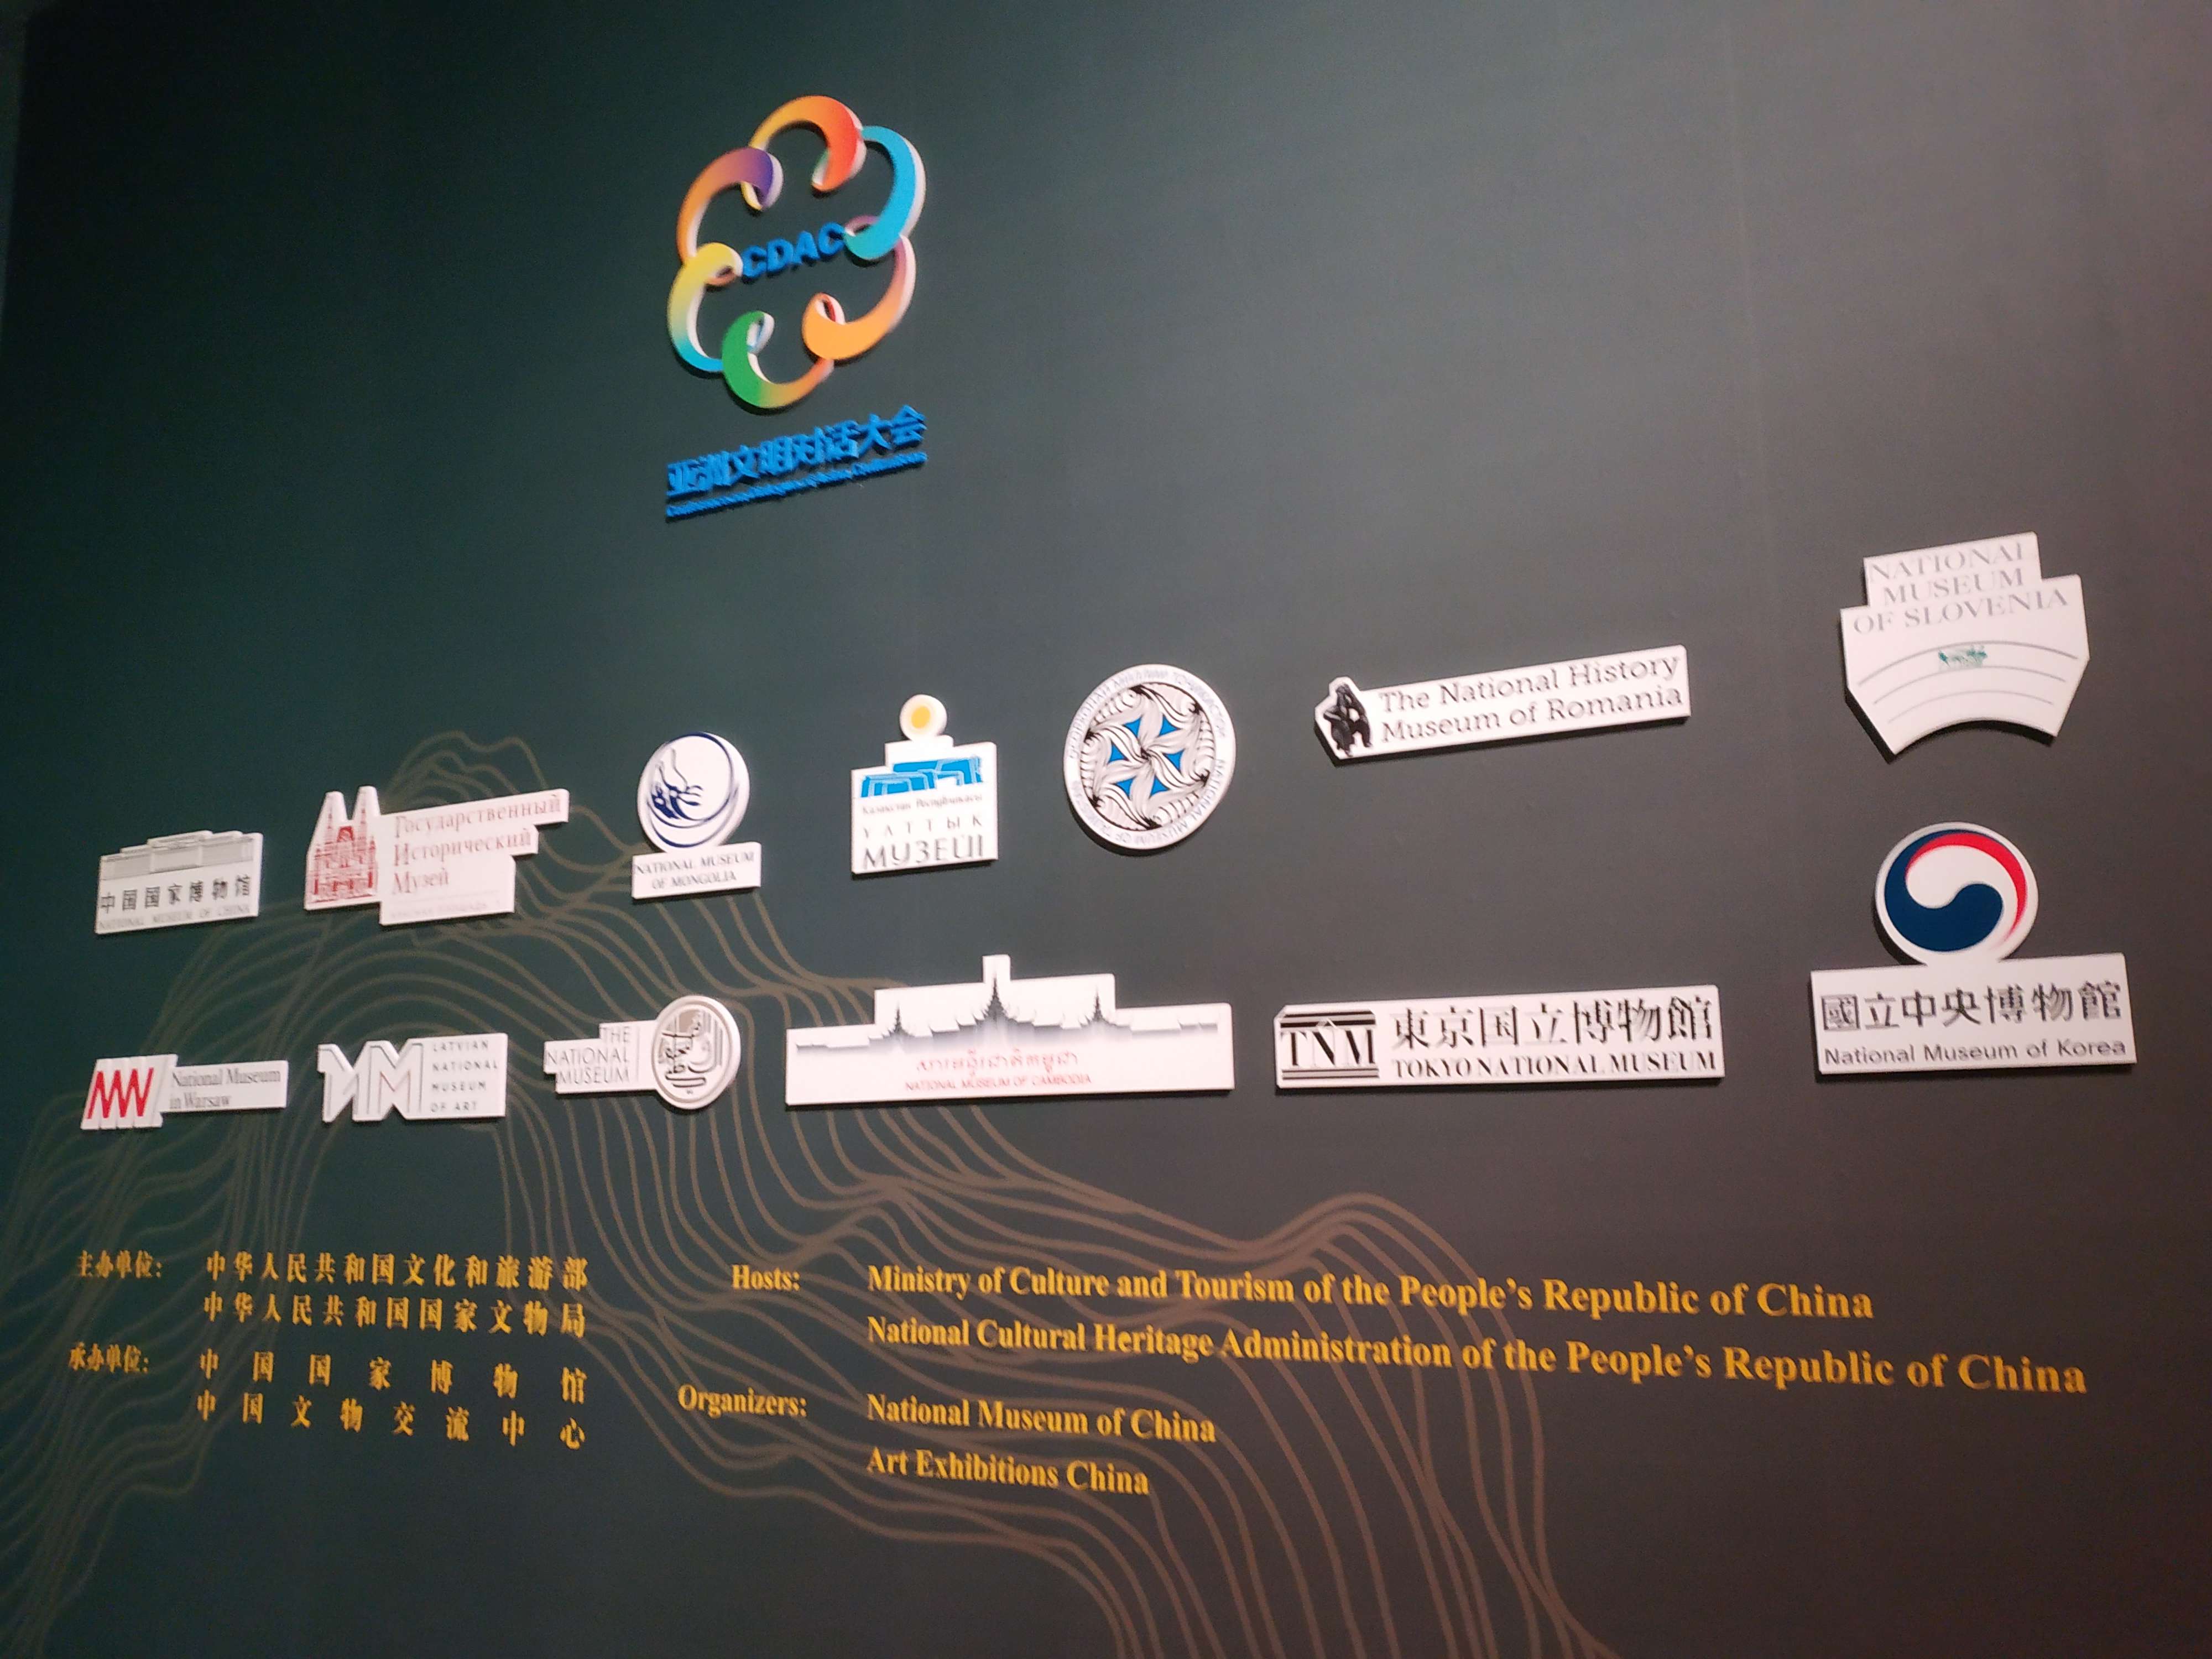 CDAC
亚洲文明对话大会
中国国家博物馆
NATIONAL MUSEUM OF CHINA
Государственный
Исторический
Музей
NATIONAL MUSEUM
OF MONGOLIA
Қазақстан Республикасы
ҰЛТТЫҚ
МУЗЕЙІ
NATIONAL MUSEUM OF
The National History
Museum of Romania
NATIONAL
MUSEUM
OF SLOVENIA
National Museum
in Warsaw
LATVIAN
NATIONAL
MUSEUM
OF ART
THE
NATIONAL
MUSEUM
NATIONAL MUSEUM OF CAMBODIA
TNM
東京国立博物館
TOKYO NATIONAL MUSEUM
國立中央博物館
National Museum of Korea
主办单位: 中华人民共和国文化和旅游部
中华人民共和国国家文物局
承办单位: 中国国家博物馆
中国文物交流中心
Hosts: Ministry of Culture and Tourism of the People's Republic of China
National Cultural Heritage Administration of the People's Republic of China
Organizers: National Museum of China
Art Exhibitions China